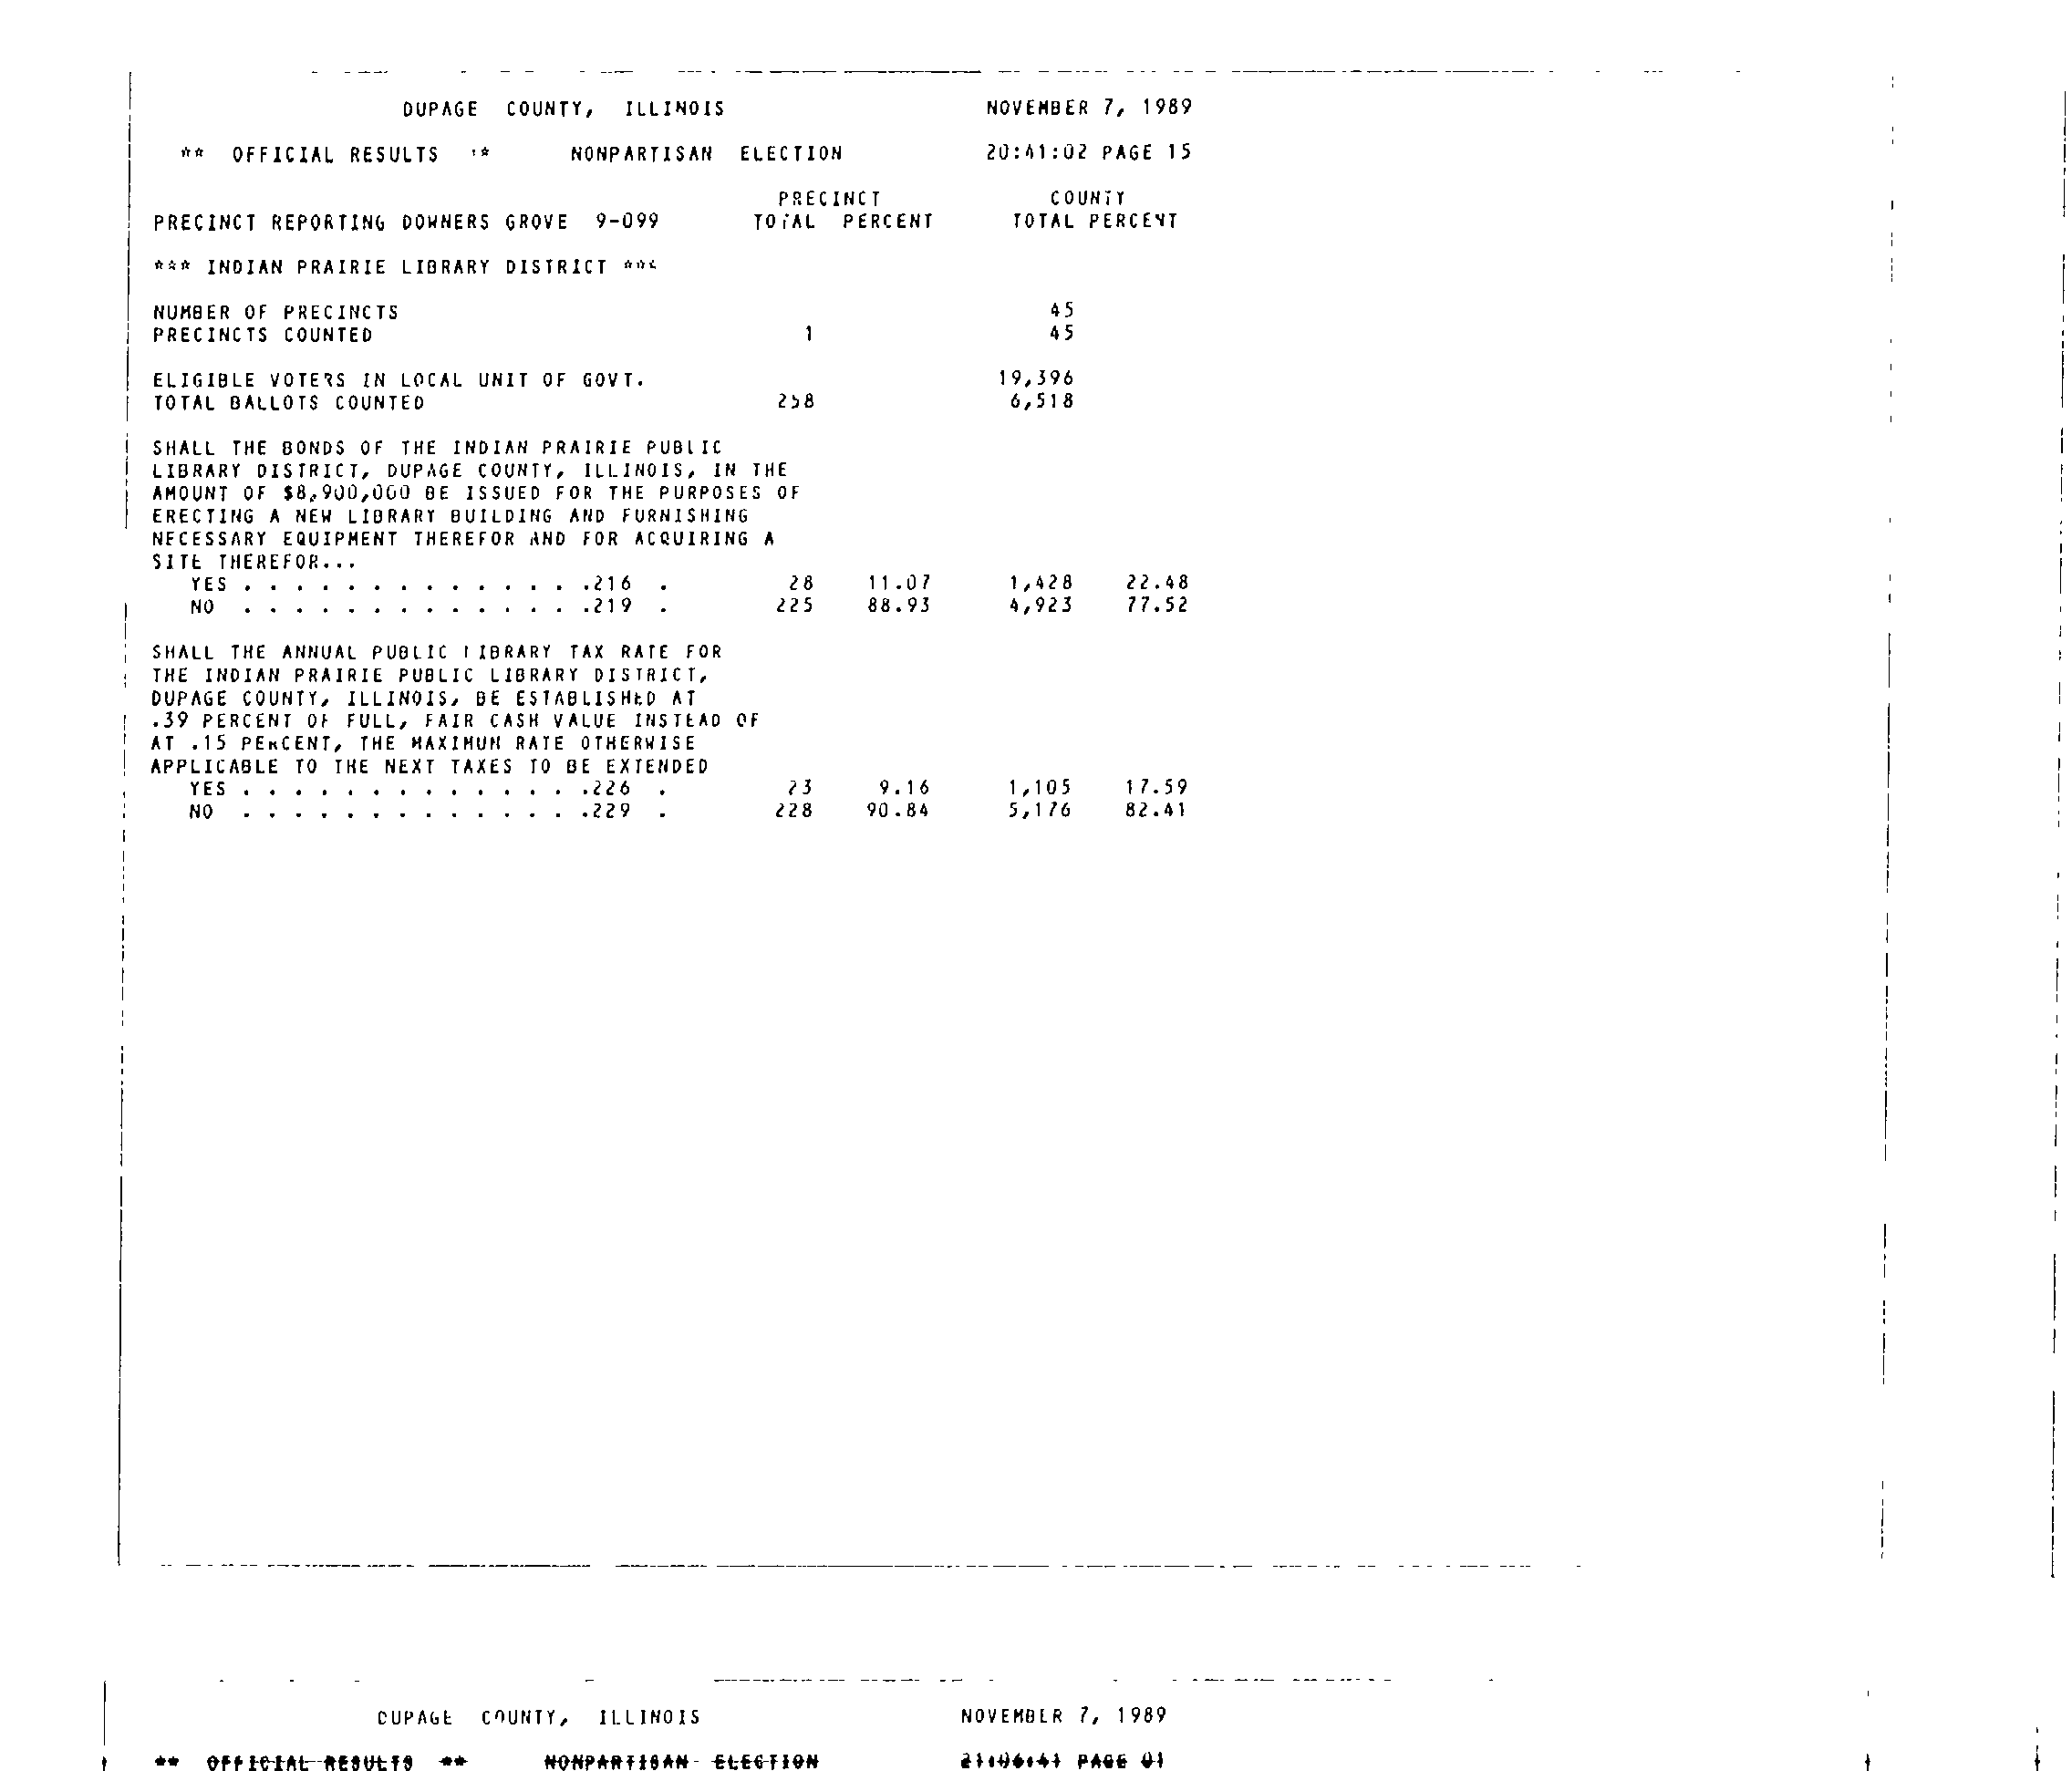 DUPAGE COUNTY, ILLINOIS NOVEMBER 7, 1989
** OFFICIAL RESULTS ** NONPARTISAN ELECTION 20:41:02 PAGE 15
PRECINCT COUNTY
PRECINCT REPORTING DOWNERS GROVE 9-099 TOTAL PERCENT TOTAL PERCENT
*** INDIAN PRAIRIE LIBRARY DISTRICT ***
NUMBER OF PRECINCTS 45
PRECINCTS COUNTED 1 45
ELIGIBLE VOTERS IN LOCAL UNIT OF GOVT. 19,396
TOTAL BALLOTS COUNTED 258 6,518
SHALL THE BONDS OF THE INDIAN PRAIRIE PUBLIC
LIBRARY DISTRICT, DUPAGE COUNTY, ILLINOIS, IN THE
AMOUNT OF $8,900,000 BE ISSUED FOR THE PURPOSES OF
ERECTING A NEW LIBRARY BUILDING AND FURNISHING
NECESSARY EQUIPMENT THEREFOR AND FOR ACQUIRING A
SITE THEREFOR...
YES . . . . . . . . . . . . . .216 . 28 11.07 1,428 22.48
NO . . . . . . . . . . . . . .219 . 225 88.93 4,923 77.52
SHALL THE ANNUAL PUBLIC LIBRARY TAX RATE FOR
THE INDIAN PRAIRIE PUBLIC LIBRARY DISTRICT,
DUPAGE COUNTY, ILLINOIS, BE ESTABLISHED AT
.39 PERCENT OF FULL, FAIR CASH VALUE INSTEAD OF
AT .15 PERCENT, THE MAXIMUM RATE OTHERWISE
APPLICABLE TO THE NEXT TAXES TO BE EXTENDED
YES . . . . . . . . . . . . . .226 . 23 9.16 1,105 17.59
NO . . . . . . . . . . . . . .229 . 228 90.84 5,176 82.41
DUPAGE COUNTY, ILLINOIS NOVEMBER 7, 1989
** OFFICIAL RESULTS ** NONPARTISAN ELECTION 21:06:41 PAGE 01